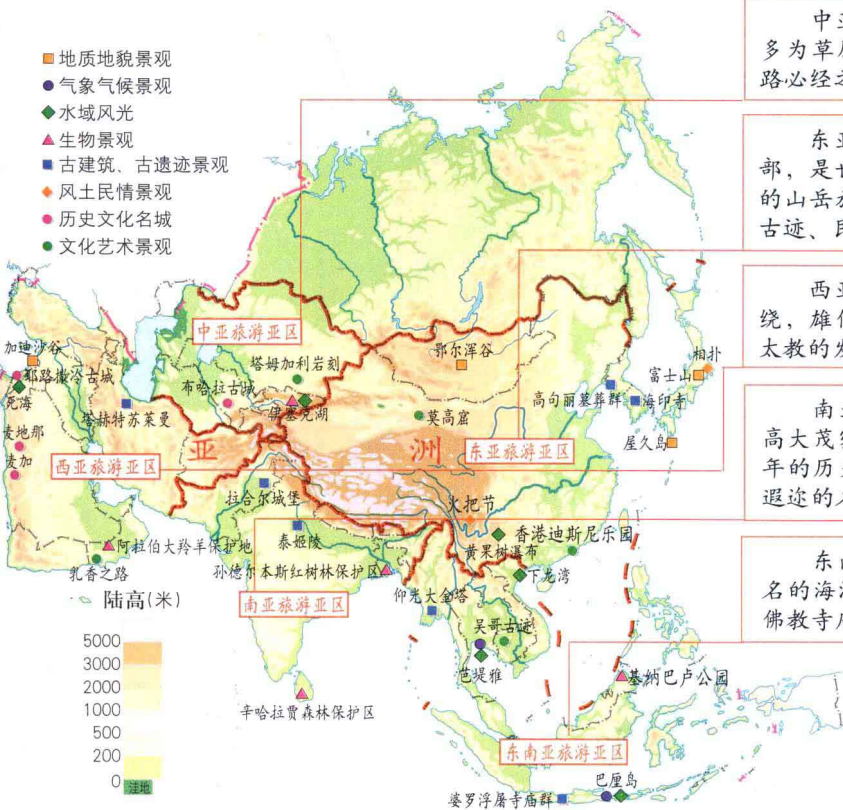 地质地貌景观
气象气候景观
水域风光
生物景观
古建筑、古遗迹景观
风土民情景观
历史文化名城
文化艺术景观
中亚
多为草原
路必经之
东亚
部，是世
的山岳旅
古迹、民
西亚
绕，雄伟
太教的发
南亚
高大茂
年的历史
遐迩的
东南
名的海
佛教寺庙
中亚旅游亚区
加迪沙谷
耶路撒冷古城
死海
塔赫特苏莱曼
麦地那
麦加
西亚旅游亚区
阿拉伯大羚羊保护地
乳香之路
塔姆加利岩刻
布哈拉古城
伊塞克湖
鄂尔浑谷
莫高窟
亚
洲
东亚旅游亚区
高句丽墓葬群
海印寺
相扑
富士山
屋久岛
拉合尔城堡
泰姬陵
孙德尔本斯红树林保护区
南亚旅游亚区
火把节
香港迪斯尼乐园
黄果树瀑布
下龙湾
仰光大金塔
吴哥古迹
芭堤雅
辛哈拉贾森林保护区
基纳巴卢公园
东南亚旅游亚区
巴厘岛
婆罗浮屠寺庙群
陆高(米)
5000
3000
2000
1000
500
200
0
洼地